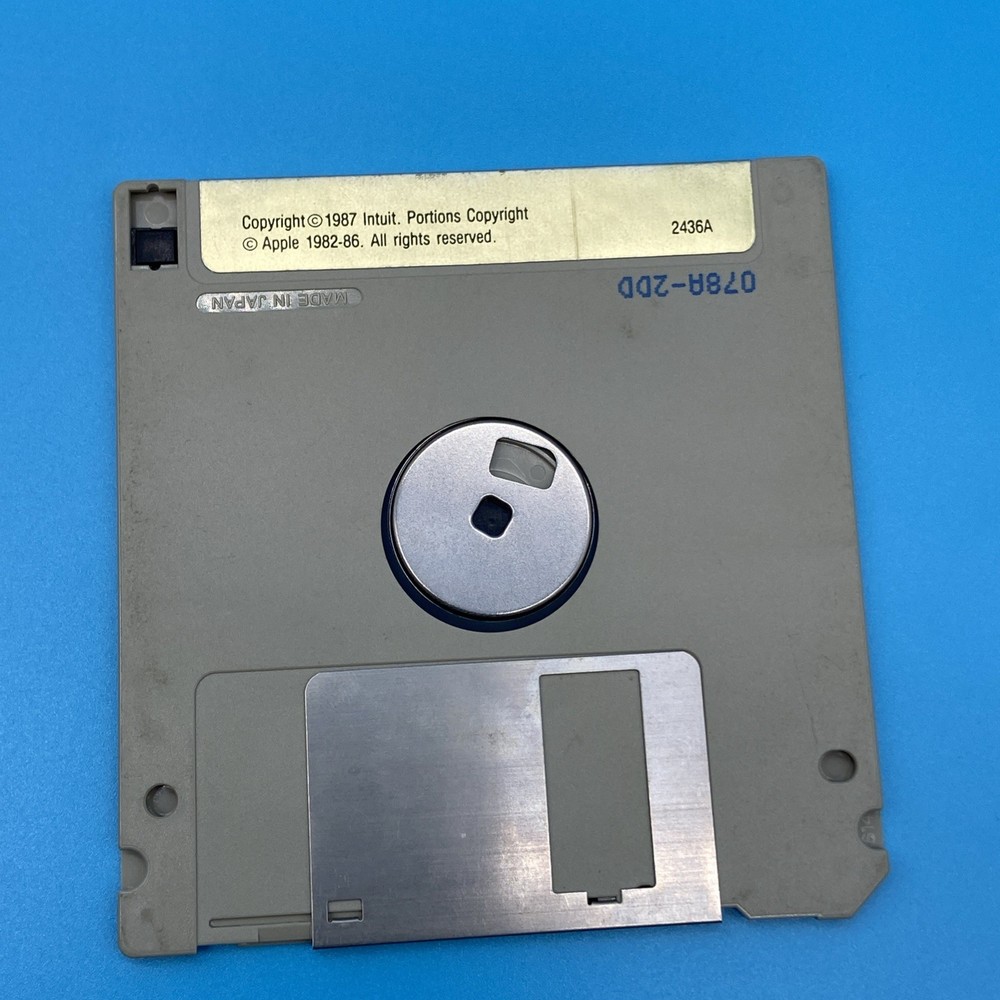 Copyright © 1987 Intuit. Portions Copyright
© Apple 1982-86. All rights reserved.
2436A
MADE IN JAPAN
078A-2DD